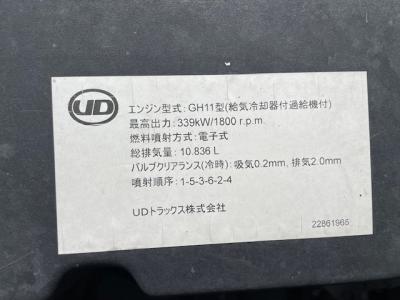 UD
エンジン型式: GH11型(給気冷却器付過給機付)
最高出力: 339kW/1800 r.p.m.
燃料噴射方式: 電子式
総排気量: 10.836 L
バルブクリアランス(冷時): 吸気0.2mm, 排気2.0mm
噴射順序: 1-5-3-6-2-4
UDトラックス株式会社
22861965